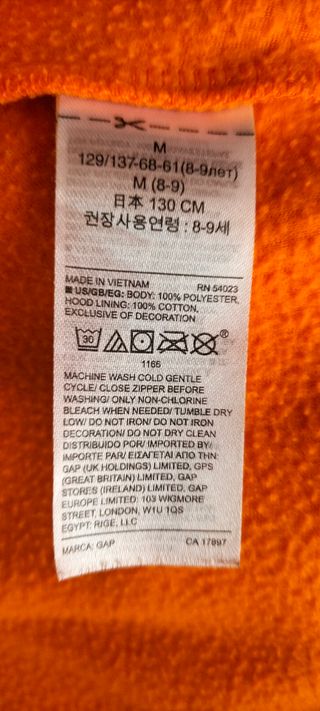 M
129/137-68-61(8-9лет)
M (8-9)
日本 130 CM
권장사용연령 : 8-9세
MADE IN VIETNAM RN 54023
■ US/GB/EG: BODY: 100% POLYESTER,
HOOD LINING: 100% COTTON,
EXCLUSIVE OF DECORATION
30 ®
1166
MACHINE WASH COLD GENTLE
CYCLE/ CLOSE ZIPPER BEFORE
WASHING/ ONLY NON-CHLORINE
BLEACH WHEN NEEDED/ TUMBLE DRY
LOW/ DO NOT IRON/ DO NOT IRON
DECORATION/ DO NOT DRY CLEAN
DISTRIBUIDO POR/ IMPORTED BY/
IMPORTE PAR/ ΕΙΣΑΓΕΤΑΙ ΑΠΟ ΤΗΝ:
GAP (UK HOLDINGS) LIMITED, GPS
(GREAT BRITAIN) LIMITED, GAP
STORES (IRELAND) LIMITED, GAP
EUROPE LIMITED: 103 WIGMORE
STREET, LONDON, W1U 1QS
EGYPT: RIGE, LLC
MARCA: GAP CA 17897